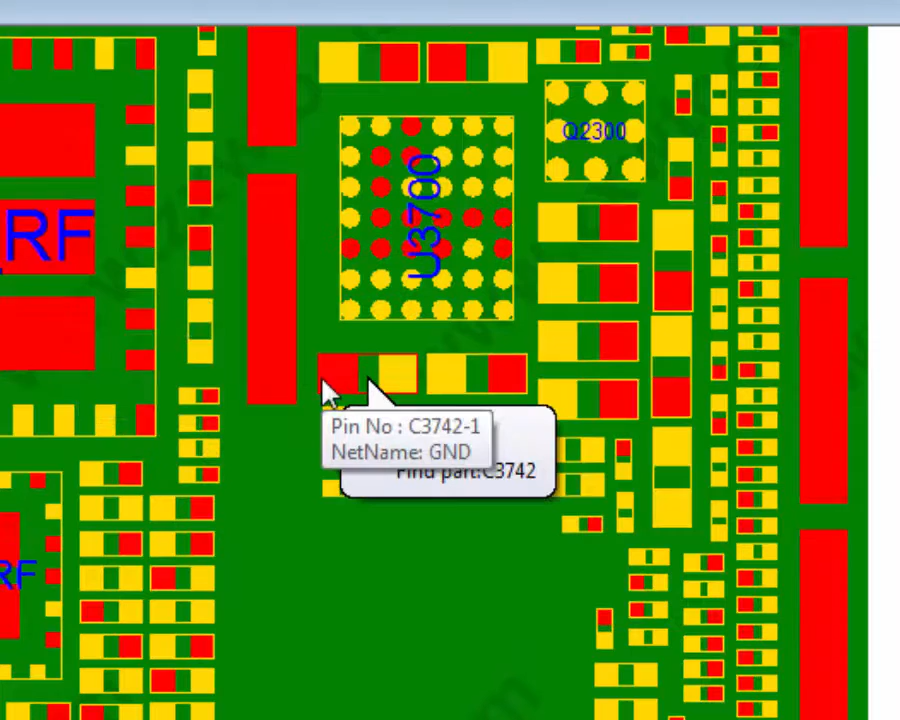 Q2300
U3700
RF
Pin No : C3742-1
NetName: GND
Find part:C3742
RF